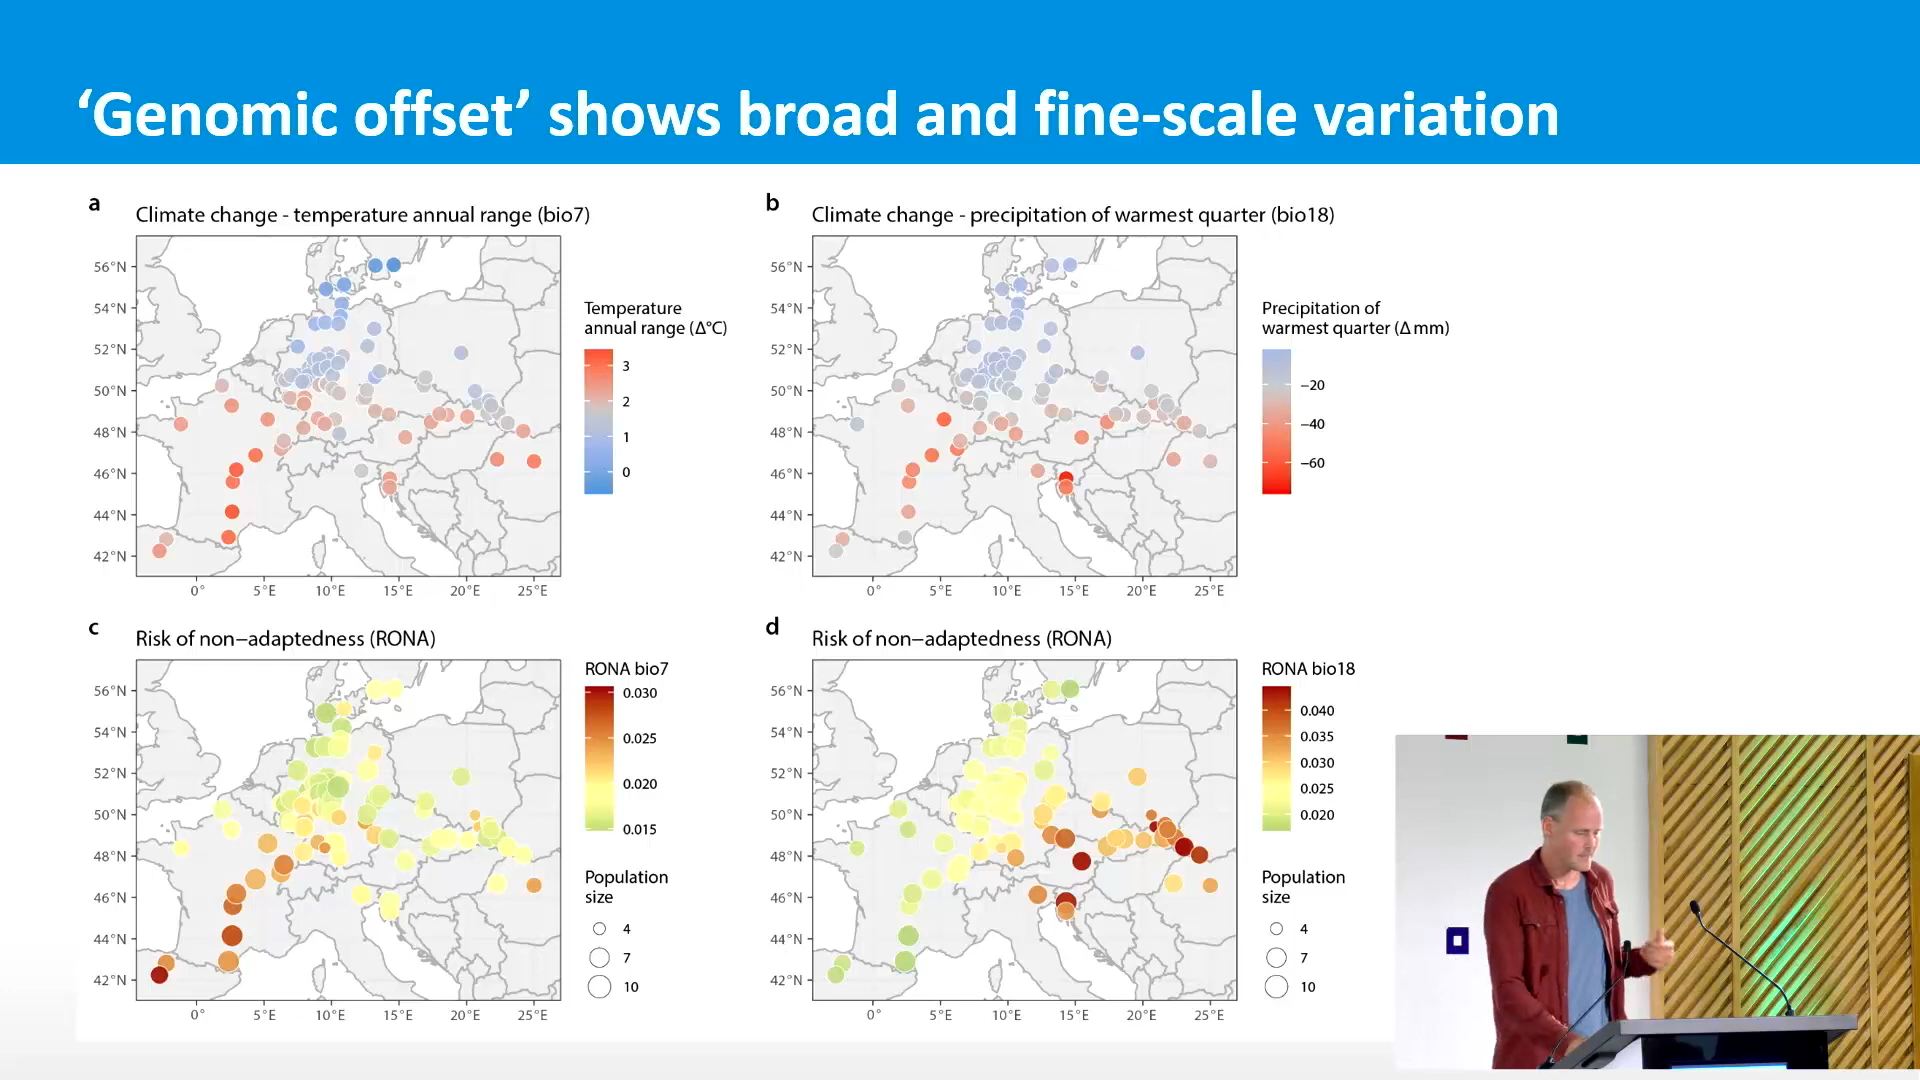 ‘Genomic offset’ shows broad and fine-scale variation
a
Climate change - temperature annual range (bio7)
56°N
54°N
52°N
50°N
48°N
46°N
44°N
42°N
0°
5°E
10°E
15°E
20°E
25°E
Temperature
annual range (Δ°C)
3
2
1
0
b
Climate change - precipitation of warmest quarter (bio18)
56°N
54°N
52°N
50°N
48°N
46°N
44°N
42°N
0°
5°E
10°E
15°E
20°E
25°E
Precipitation of
warmest quarter (Δ mm)
−20
−40
−60
c
Risk of non−adaptedness (RONA)
56°N
54°N
52°N
50°N
48°N
46°N
44°N
42°N
0°
5°E
10°E
15°E
20°E
25°E
RONA bio7
0.030
0.025
0.020
0.015
Population
size
4
7
10
d
Risk of non−adaptedness (RONA)
56°N
54°N
52°N
50°N
48°N
46°N
44°N
42°N
0°
5°E
10°E
15°E
20°E
25°E
RONA bio18
0.040
0.035
0.030
0.025
0.020
Population
size
4
7
10